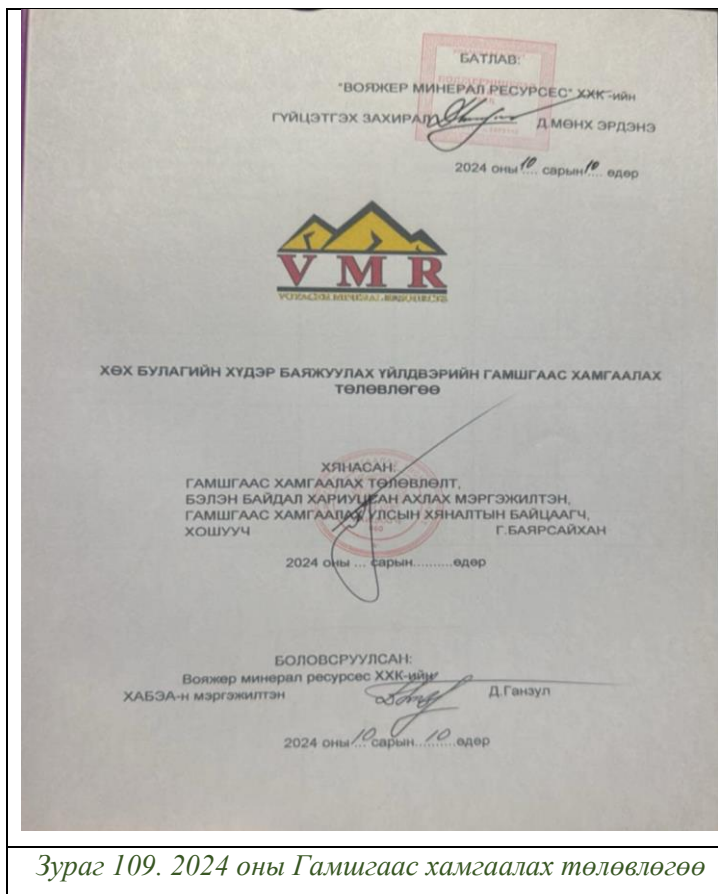 БАТЛАВ:
"ВОЯЖЕР МИНЕРАЛ РЕСУРСЕС" ХХК-ийн
ГҮЙЦЭТГЭХ ЗАХИРАЛ Д.МӨНХ ЭРДЭНЭ
2024 оны 10 сарын 10 өдөр
VMR
VOYAGER MINERAL RESOURCES
ХӨХ БУЛАГИЙН ХҮДЭР БАЯЖУУЛАХ ҮЙЛДВЭРИЙН ГАМШГААС ХАМГААЛАХ
ТӨЛӨВЛӨГӨӨ
ХЯНАСАН:
ГАМШГААС ХАМГААЛАХ ТӨЛӨВЛӨЛТ,
БЭЛЭН БАЙДАЛ ХАРИУЦСАН АХЛАХ МЭРГЭЖИЛТЭН,
ГАМШГААС ХАМГААЛАХ УЛСЫН ХЯНАЛТЫН БАЙЦААГЧ,
ХОШУУЧ Г.БАЯРСАЙХАН
2024 оны ... сарын..........өдөр
БОЛОВСРУУЛСАН:
Вояжер минерал ресурсес ХХК-ийн
ХАБЭА-н мэргэжилтэн Д.Ганзул
2024 оны 10 сарын 10 өдөр
Зураг 109. 2024 оны Гамшгаас хамгаалах төлөвлөгөө